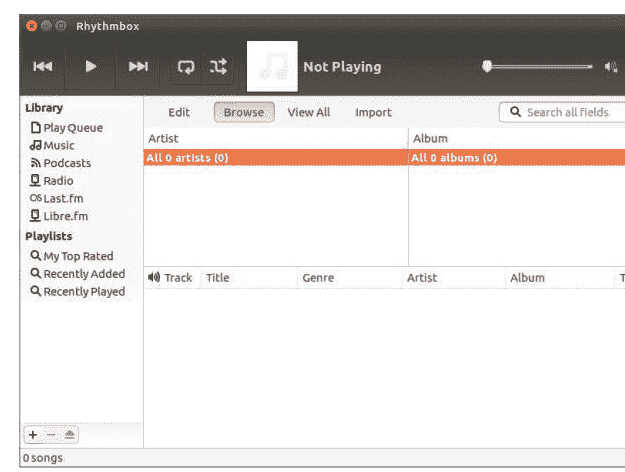 Rhythmbox
Not Playing
Library
Play Queue
Music
Podcasts
Radio
Last.fm
Libre.fm
Playlists
My Top Rated
Recently Added
Recently Played
Edit Browse View All Import Search all fields
Artist Album
All 0 artists (0) All 0 albums (0)
Track Title Genre Artist Album T
0 songs